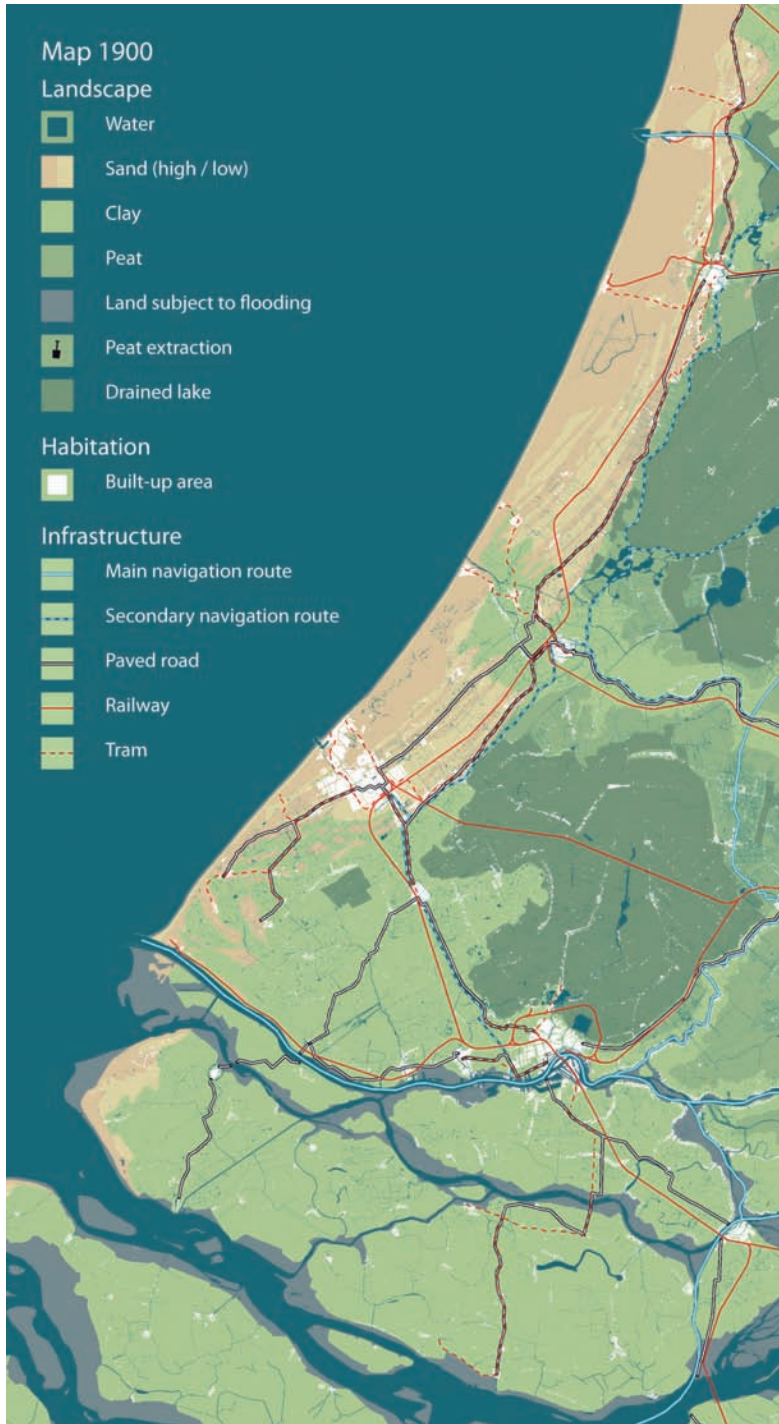 Map 1900
Landscape
Water
Sand (high / low)
Clay
Peat
Land subject to flooding
Peat extraction
Drained lake
Habitation
Built-up area
Infrastructure
Main navigation route
Secondary navigation route
Paved road
Railway
Tram